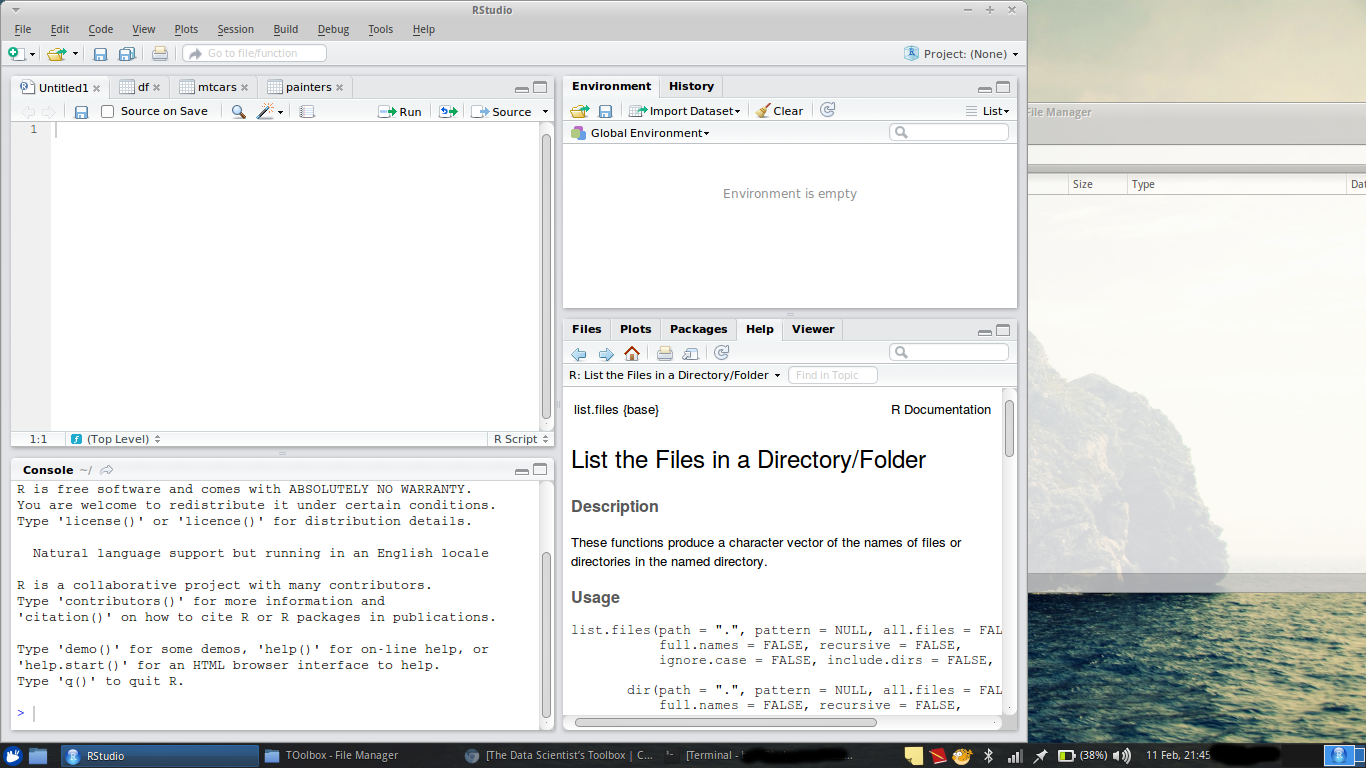 RStudio
File Edit Code View Plots Session Build Debug Tools Help
Go to file/function
Project: (None)
Untitled1 df mtcars painters
Source on Save Run Source
1
1:1 (Top Level) R Script
Console ~/
R is free software and comes with ABSOLUTELY NO WARRANTY.
You are welcome to redistribute it under certain conditions.
Type 'license()' or 'licence()' for distribution details.
Natural language support but running in an English locale
R is a collaborative project with many contributors.
Type 'contributors()' for more information and
'citation()' on how to cite R or R packages in publications.
Type 'demo()' for some demos, 'help()' for on-line help, or
'help.start()' for an HTML browser interface to help.
Type 'q()' to quit R.
>
Environment History
Import Dataset Clear List
Global Environment
Environment is empty
Files Plots Packages Help Viewer
R: List the Files in a Directory/Folder Find in Topic
list.files {base} R Documentation
List the Files in a Directory/Folder
Description
These functions produce a character vector of the names of files or
directories in the named directory.
Usage
list.files(path = ".", pattern = NULL, all.files = FAL
full.names = FALSE, recursive = FALSE,
ignore.case = FALSE, include.dirs = FALSE,
dir(path = ".", pattern = NULL, all.files = FAL
full.names = FALSE, recursive = FALSE,
File Manager
Size Type Dat
RStudio TOolbox - File Manager [The Data Scientist's Toolbox | C... [Terminal - (38%) 11 Feb, 21:45